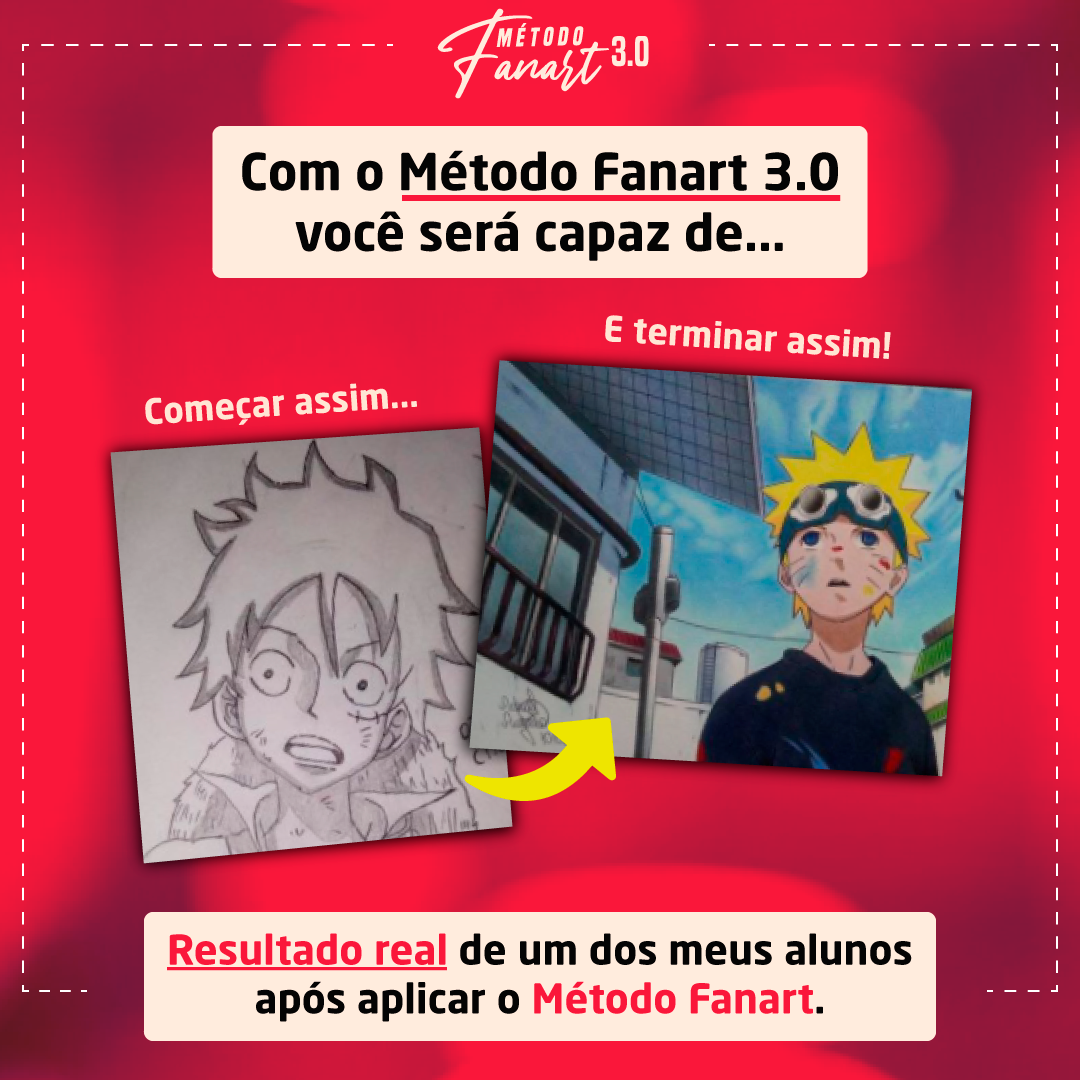 MÉTODO
Fanart 3.0
Com o Método Fanart 3.0
você será capaz de...
E terminar assim!
Começar assim...
Resultado real de um dos meus alunos
após aplicar o Método Fanart.